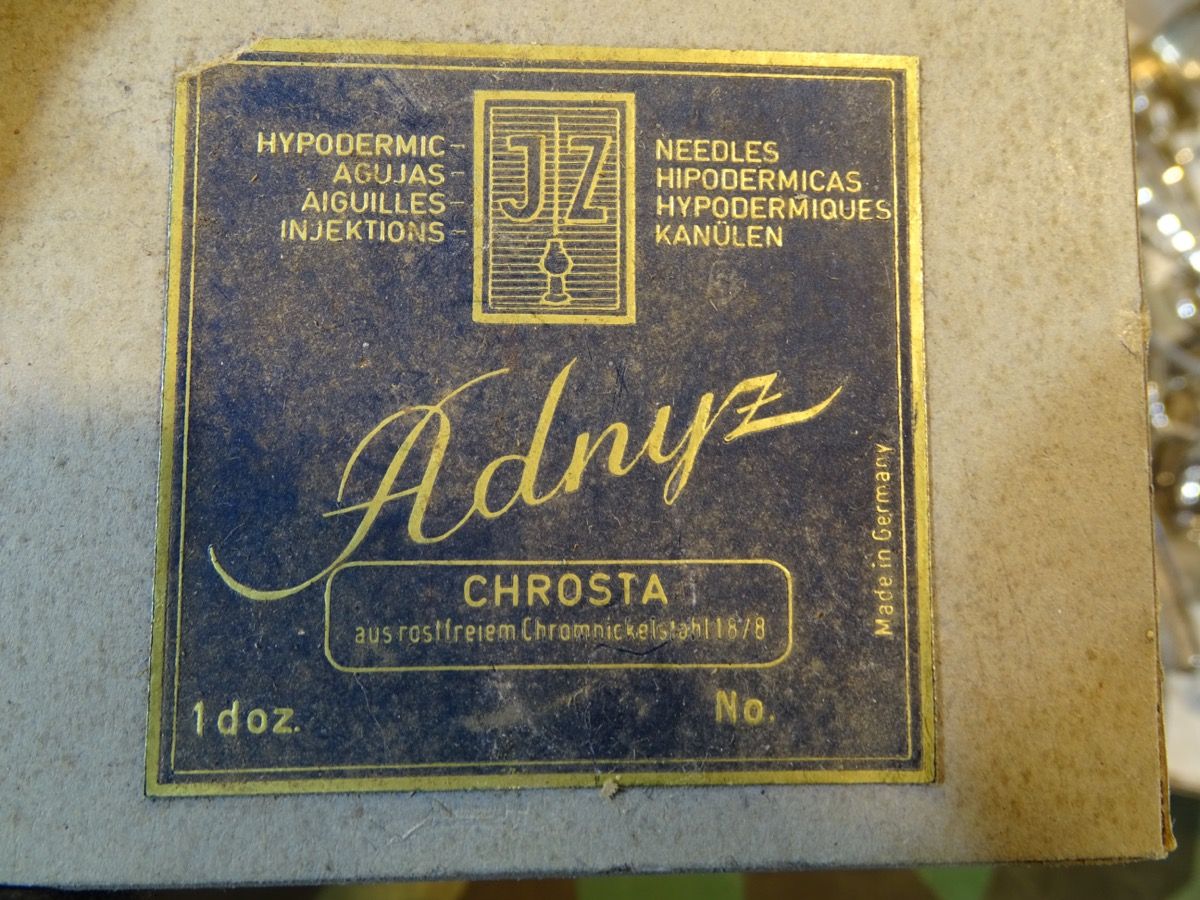 JZ
HYPODERMIC - NEEDLES
AGUJAS - HIPODERMICAS
AIGUILLES - HYPODERMIQUES
INJEKTIONS - KANÜLEN
Adnyz
CHROSTA
aus rostfreiem Chromnickelstahl 18/8
Made in Germany
1 doz.
No.